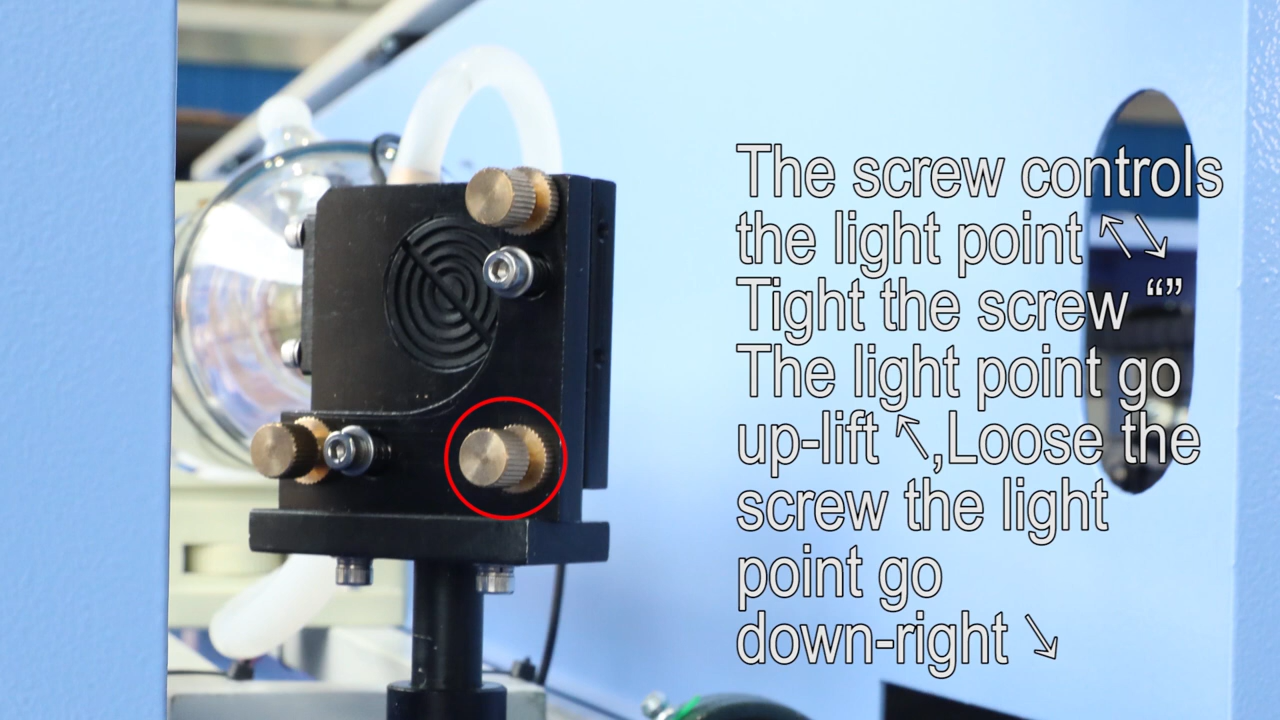 The screw controls
the light point ↖↘
Tight the screw “”
The light point go
up-lift ↖,Loose the
screw the light
point go
down-right ↘